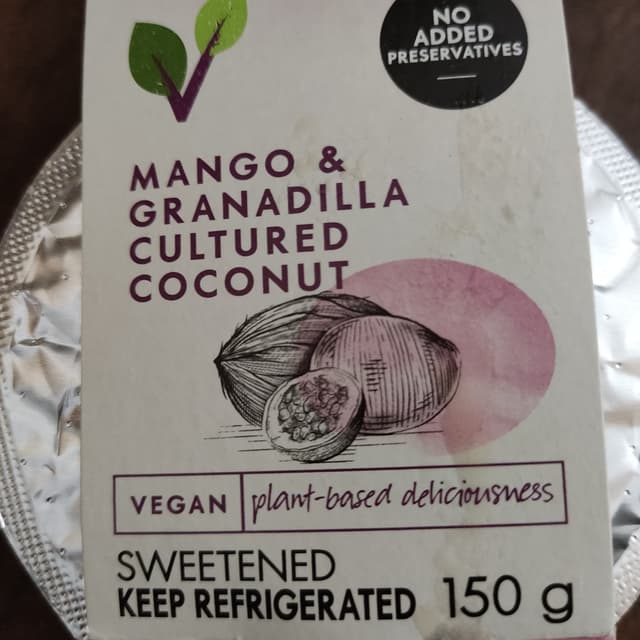 NO
ADDED
PRESERVATIVES
MANGO &
GRANADILLA
CULTURED
COCONUT
VEGAN plant-based deliciousness
SWEETENED
KEEP REFRIGERATED 150 g